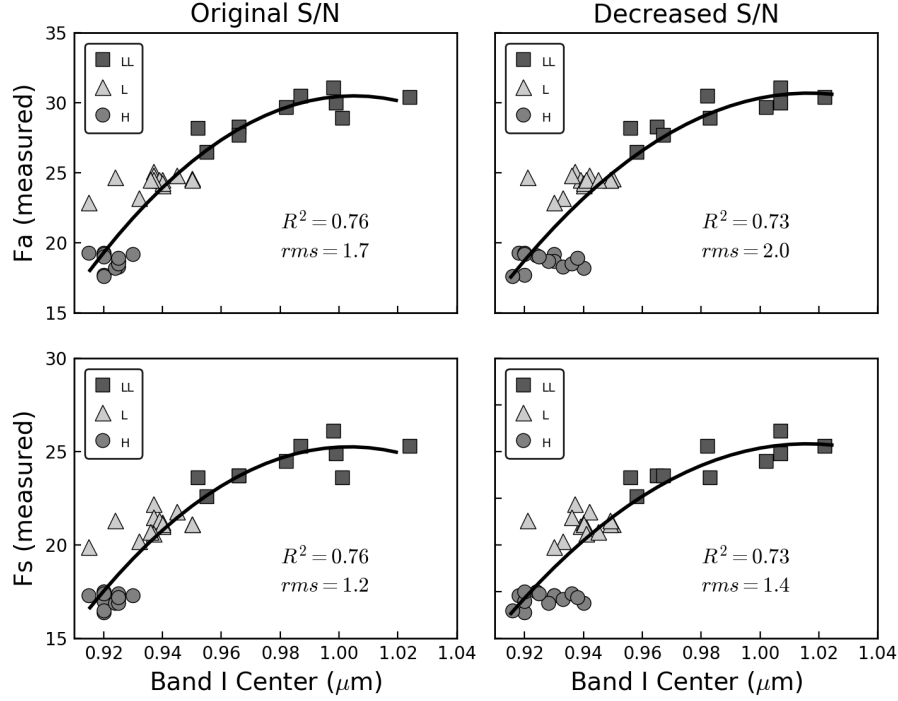 Original S/N
Decreased S/N
Fa (measured)
35
30
25
20
15
LL
L
H
R² = 0.76
rms = 1.7
LL
L
H
R² = 0.73
rms = 2.0
Fs (measured)
30
25
20
15
LL
L
H
R² = 0.76
rms = 1.2
LL
L
H
R² = 0.73
rms = 1.4
0.92 0.94 0.96 0.98 1.00 1.02 1.04
0.92 0.94 0.96 0.98 1.00 1.02 1.04
Band I Center (μm)
Band I Center (μm)